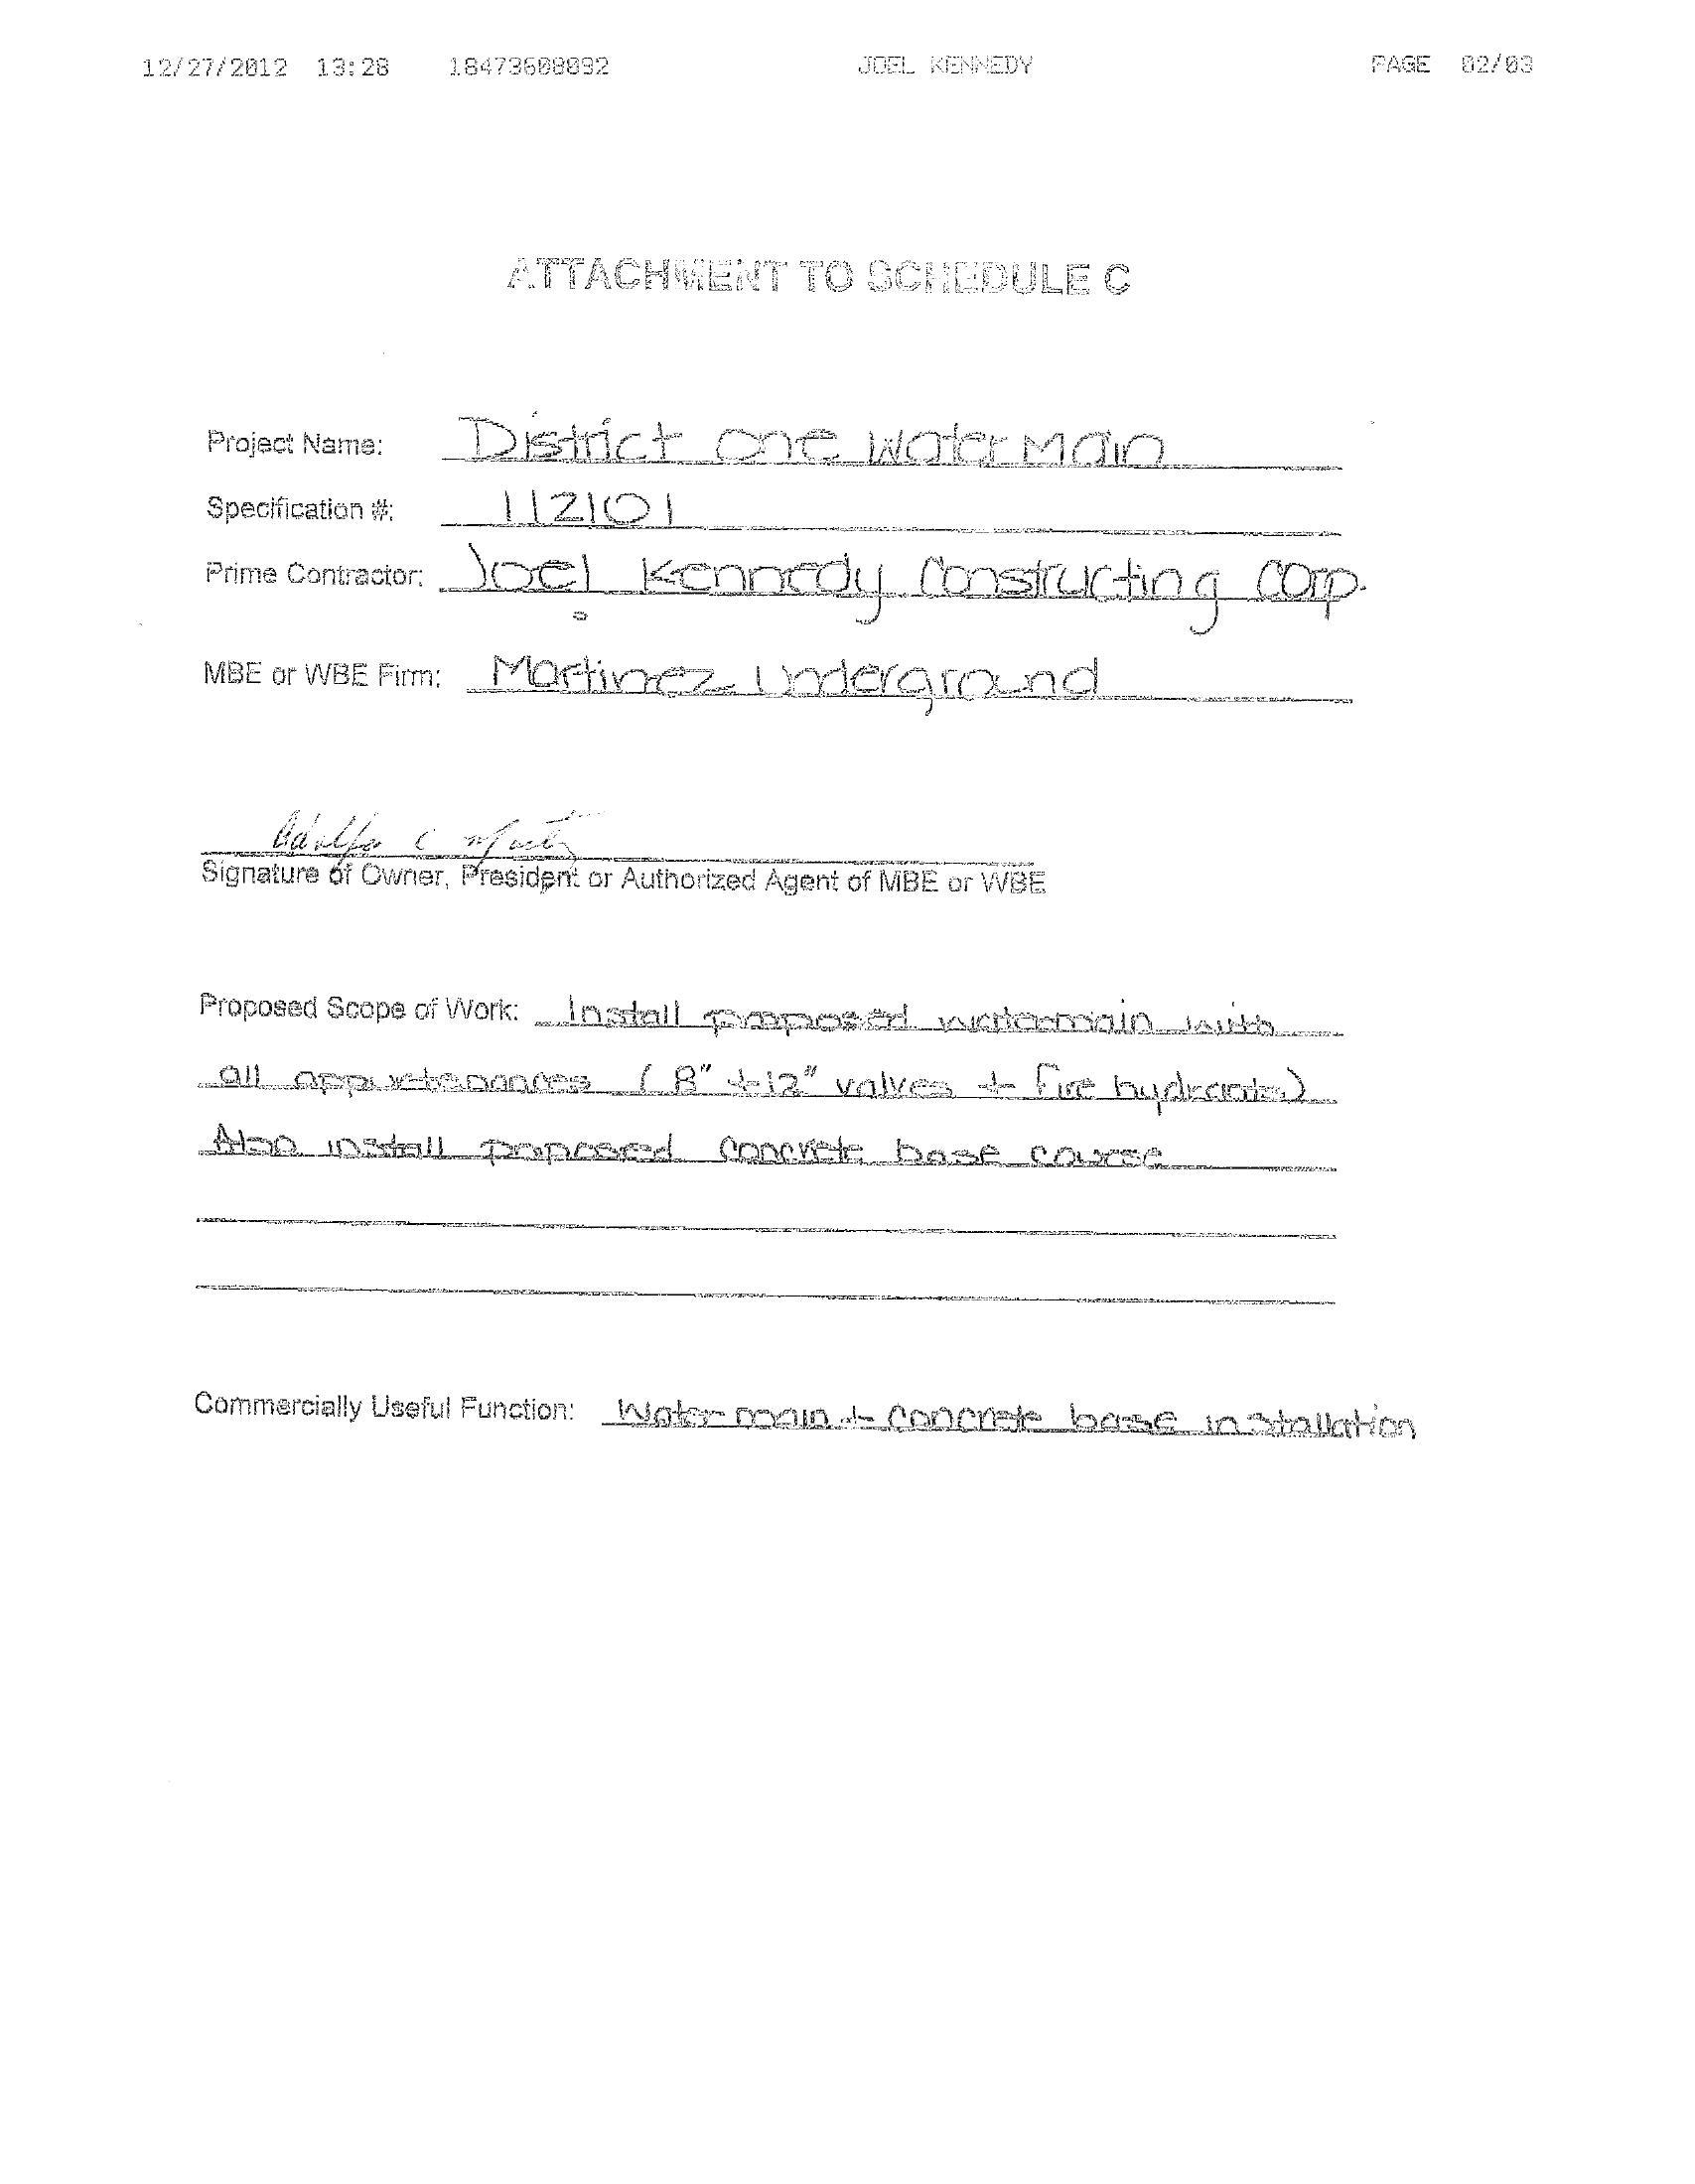 12/27/2012 13:28 18473608092 JOEL KENNEDY PAGE 02/03
ATTACHMENT TO SCHEDULE C
Project Name: District One Water Main
Specification #: 112101
Prime Contractor: Joel Kennedy Constructing Corp.
MBE or WBE Firm: Martinez Underground
Adolfo C
Signature of Owner, President or Authorized Agent of MBE or WBE
Proposed Scope of Work: Install proposed watermain with
all appurtenances (8" + 12" valves + fire hydrants)
Also install proposed concrete base course
Commercially Useful Function: Water main + concrete base installation